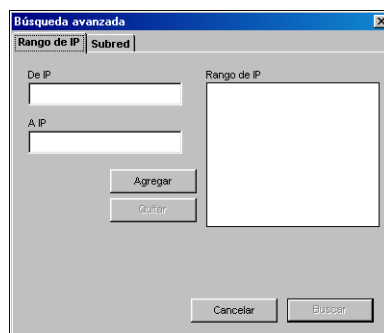 Búsqueda avanzada
Rango de IP Subred
De IP
Rango de IP
A IP
Agregar
Quitar
Cancelar Buscar